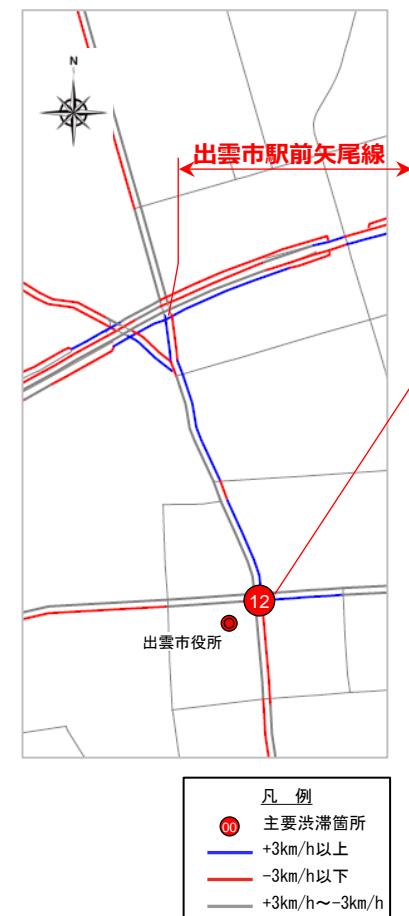 N
出雲市駅前矢尾線
12
出雲市役所
凡 例
00 主要渋滞箇所
+3km/h以上
-3km/h以下
+3km/h～-3km/h